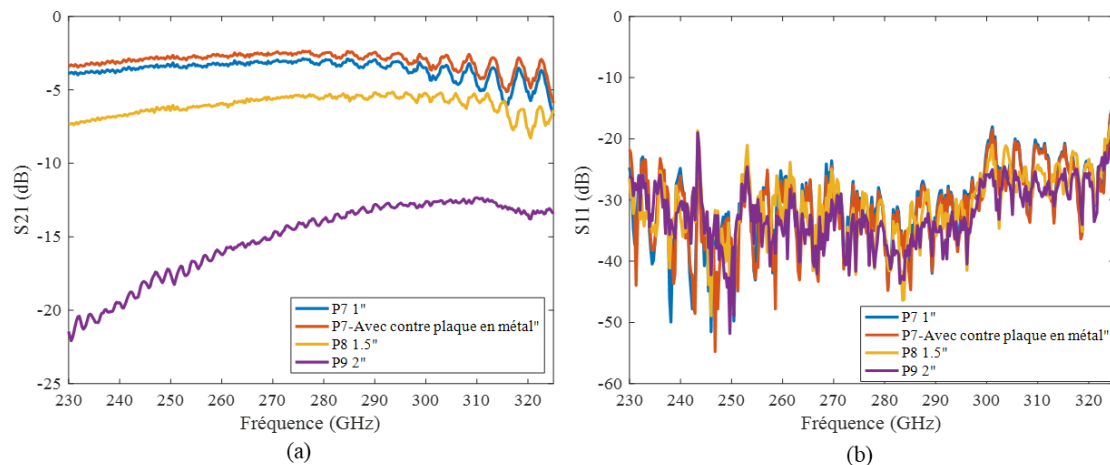 0
-5
-10
-15
-20
-25
S21 (dB)
P7 1"
P7-Avec contre plaque en métal"
P8 1.5"
P9 2"
230 240 250 260 270 280 290 300 310 320
Fréquence (GHz)
(a)
0
-10
-20
-30
-40
-50
-60
S11 (dB)
P7 1"
P7-Avec contre plaque en métal"
P8 1.5"
P9 2"
230 240 250 260 270 280 290 300 310 320
Fréquence (GHz)
(b)